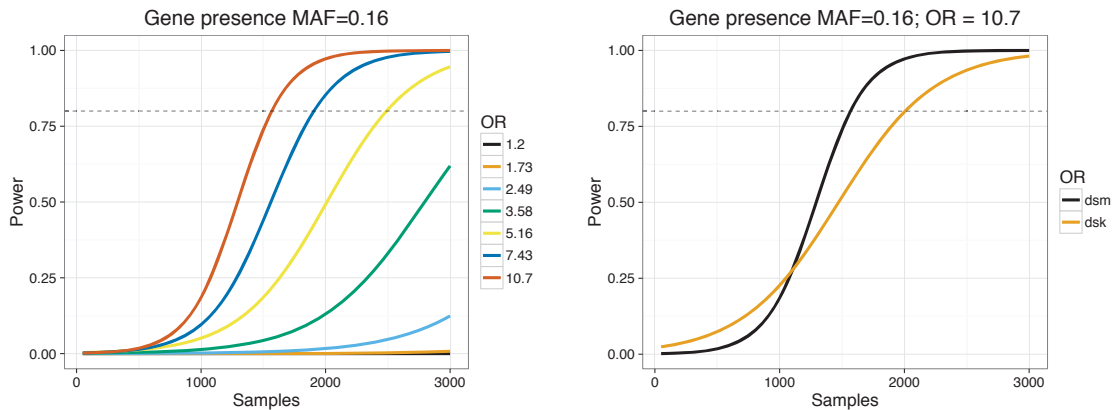 Gene presence MAF=0.16
1.00
0.75
0.50
0.25
0.00
Power
0
1000
2000
3000
Samples
OR
1.2
1.73
2.49
3.58
5.16
7.43
10.7
Gene presence MAF=0.16; OR = 10.7
1.00
0.75
0.50
0.25
0.00
Power
0
1000
2000
3000
Samples
OR
dsm
dsk